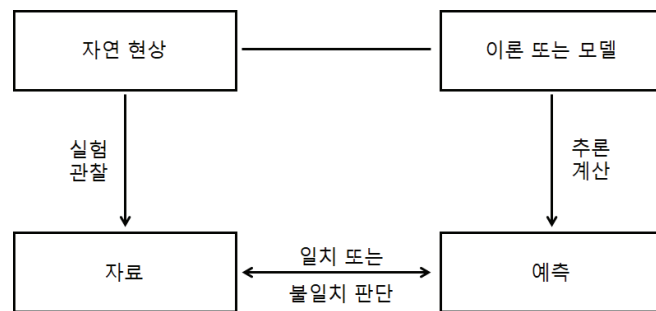 자연 현상
이론 또는 모델
실험
관찰
추론
계산
자료
일치 또는
불일치 판단
예측